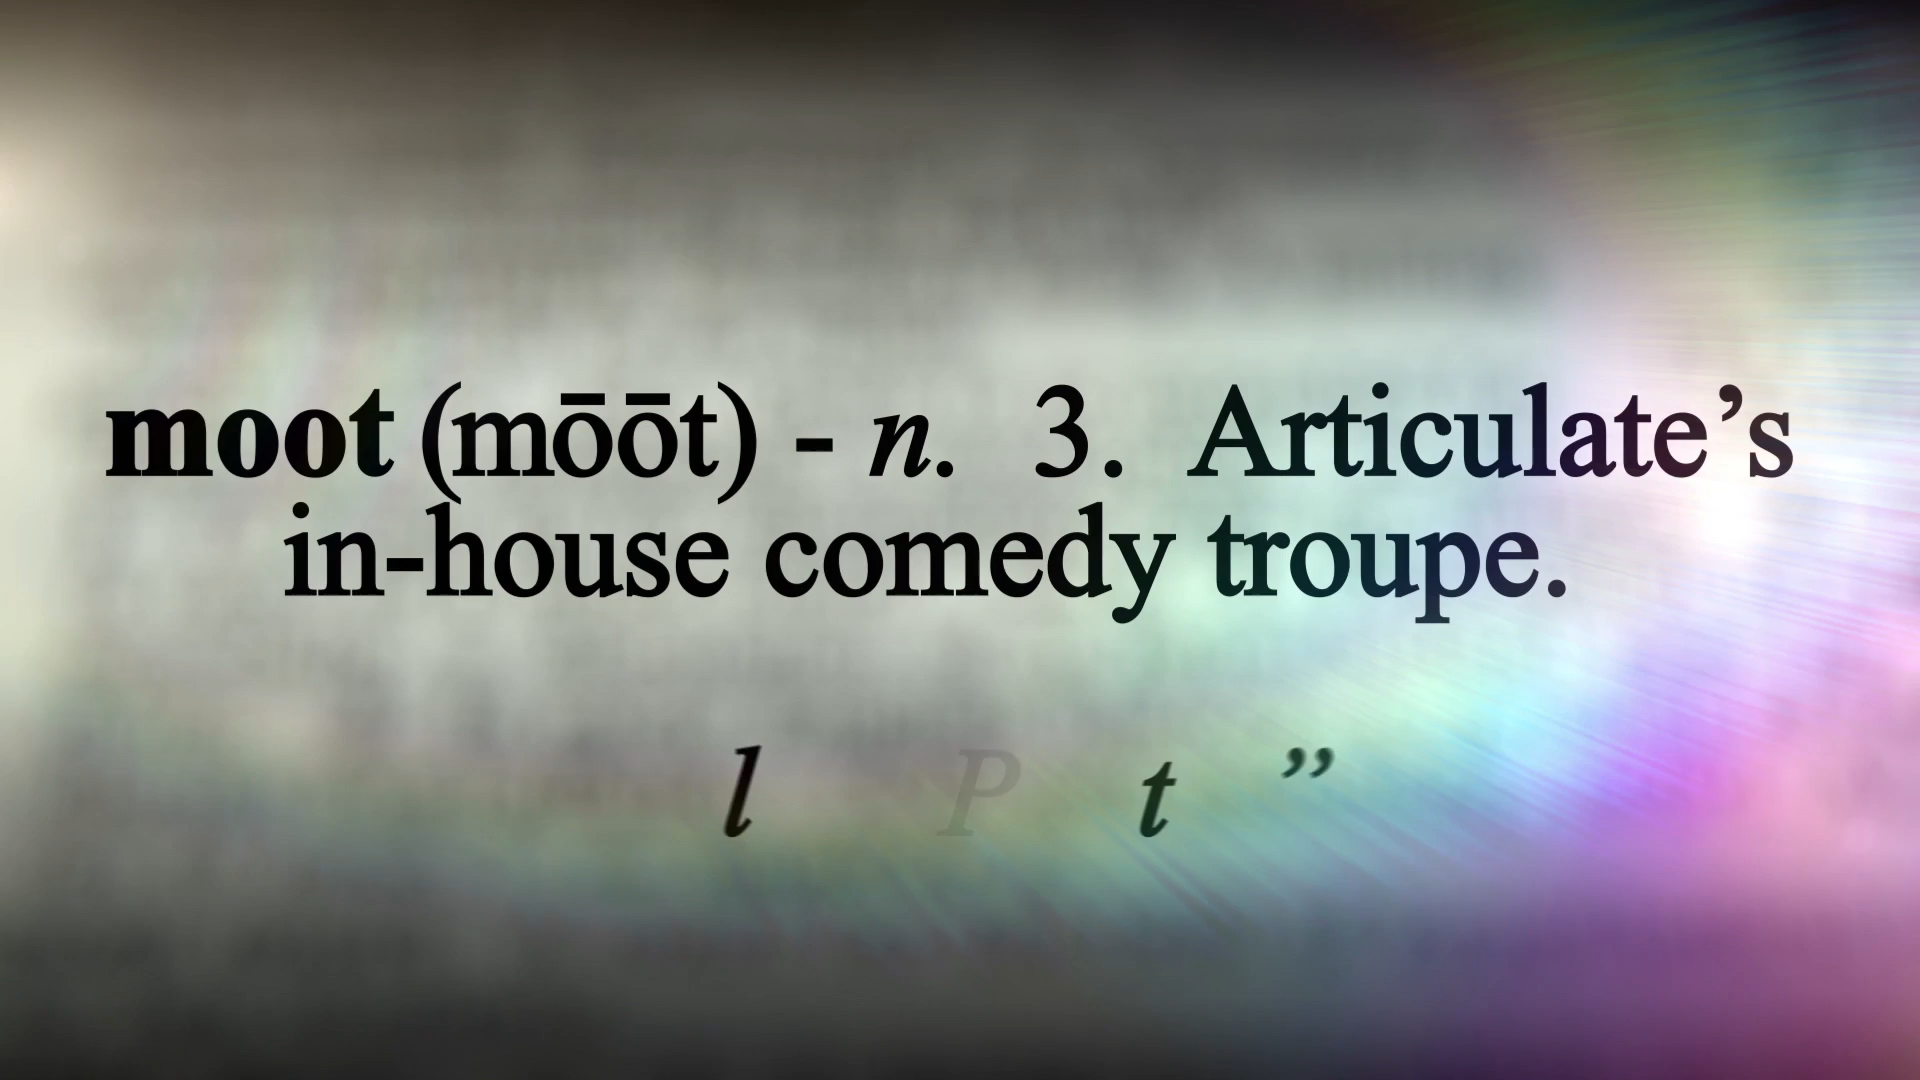 moot (mōōt) - n. 3. Articulate’s
in-house comedy troupe.
l P t ”